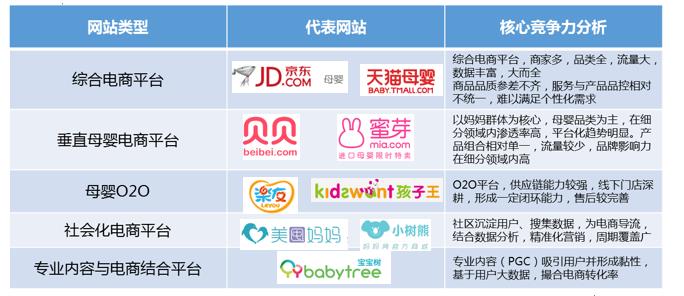 网站类型
代表网站
核心竞争力分析
综合电商平台
JD.京东
.COM 母婴
天猫母婴
BABY.TMALL.COM
综合电商平台，商家多，品类全，流量大，
数据丰富，大而全
商品品质参差不齐，服务与产品品控相对
不统一，难以满足个性化需求
垂直母婴电商平台
贝贝
beibei.com
蜜芽
mia.com
进口母婴限时特卖
以妈妈群体为核心，母婴品类为主，在细
分领域内渗透率高，平台化趋势明显。产
品组合相对单一，流量较少，品牌影响力
在细分领域内高
母婴O2O
樂友
LEYOU
kidswant 孩子王
O2O平台，供应链能力较强，线下门店深
耕，形成一定闭环能力，售后较完善
社会化电商平台
美囤妈妈
小树熊
妈妈网官方商城
社区沉淀用户、搜集数据，为电商导流，
结合数据分析，精准化营销，周期覆盖广
专业内容与电商结合平台
宝宝树
babytree
专业内容（PGC）吸引用户并形成黏性，
基于用户大数据，撮合电商转化率